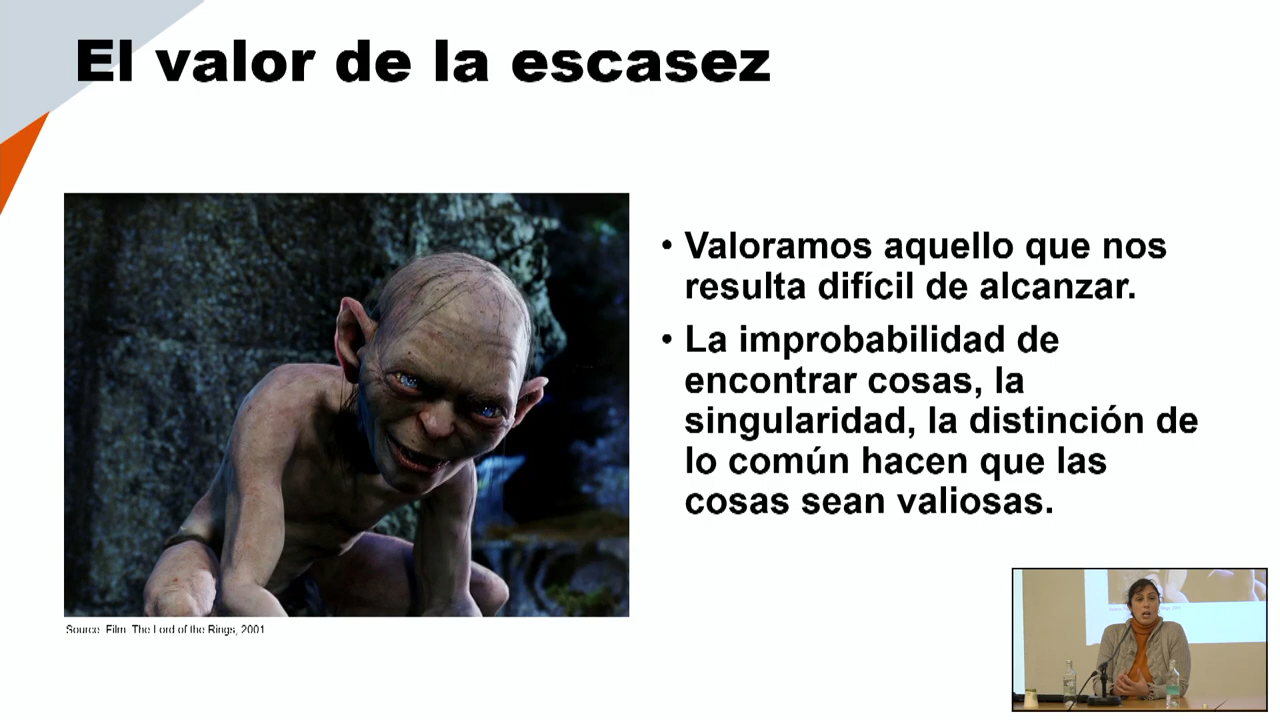 El valor de la escasez
• Valoramos aquello que nos
resulta difícil de alcanzar.
• La improbabilidad de
encontrar cosas, la
singularidad, la distinción de
lo común hacen que las
cosas sean valiosas.
Source: Film: The Lord of the Rings, 2001